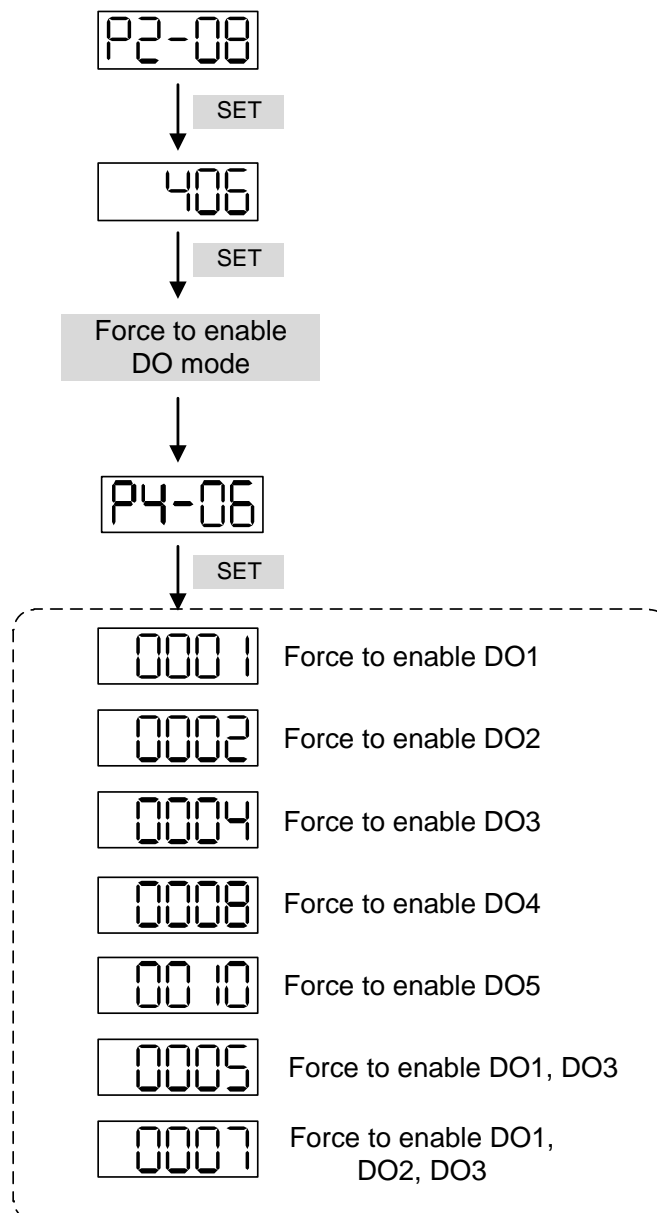 P2-08
SET
406
SET
Force to enable
DO mode
P4-06
SET
0001 Force to enable DO1
0002 Force to enable DO2
0004 Force to enable DO3
0008 Force to enable DO4
0010 Force to enable DO5
0005 Force to enable DO1, DO3
0007 Force to enable DO1,
DO2, DO3